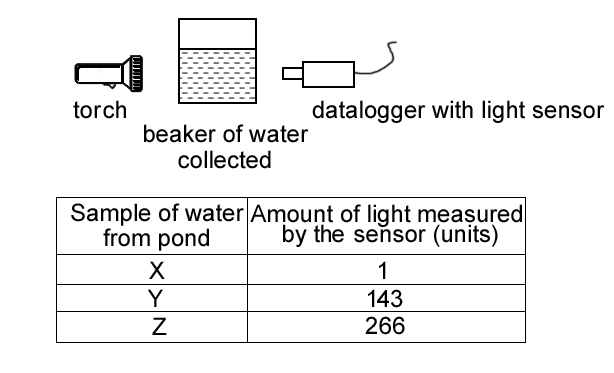 torch
beaker of water
collected
datalogger with light sensor
Sample of water
from pond
Amount of light measured
by the sensor (units)
X 1
Y 143
Z 266